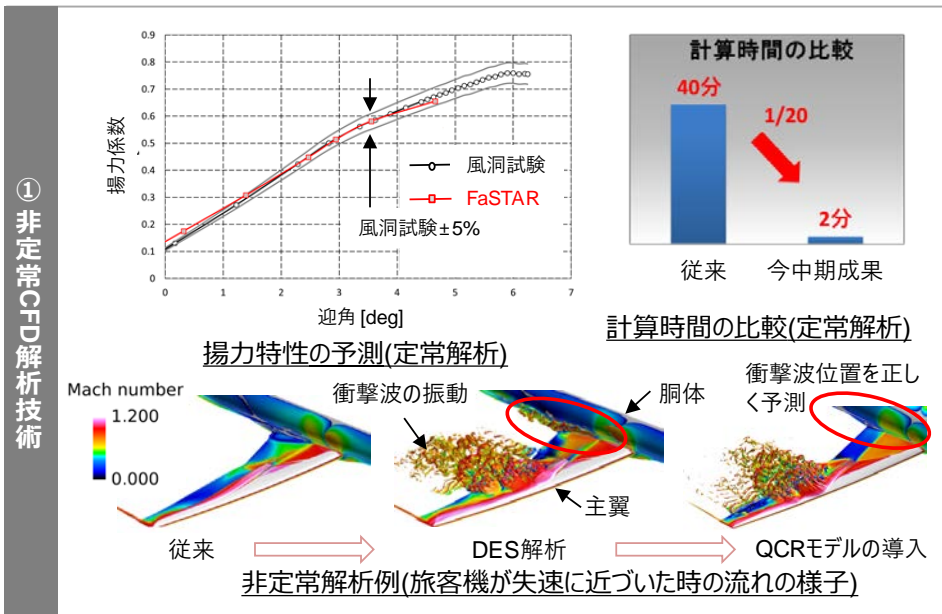 ①非定常CFD解析技術
0.9
0.8
0.7
0.6
0.5
0.4
0.3
0.2
0.1
0
0 1 2 3 4 5 6 7
揚力係数
迎角 [deg]
風洞試験
FaSTAR
風洞試験±5%
揚力特性の予測(定常解析)
計算時間の比較
40分
1/20
2分
従来 今中期成果
計算時間の比較(定常解析)
Mach number
1.200
0.000
衝撃波の振動
胴体
主翼
衝撃波位置を正し
く予測
従来
DES解析
QCRモデルの導入
非定常解析例(旅客機が失速に近づいた時の流れの様子)